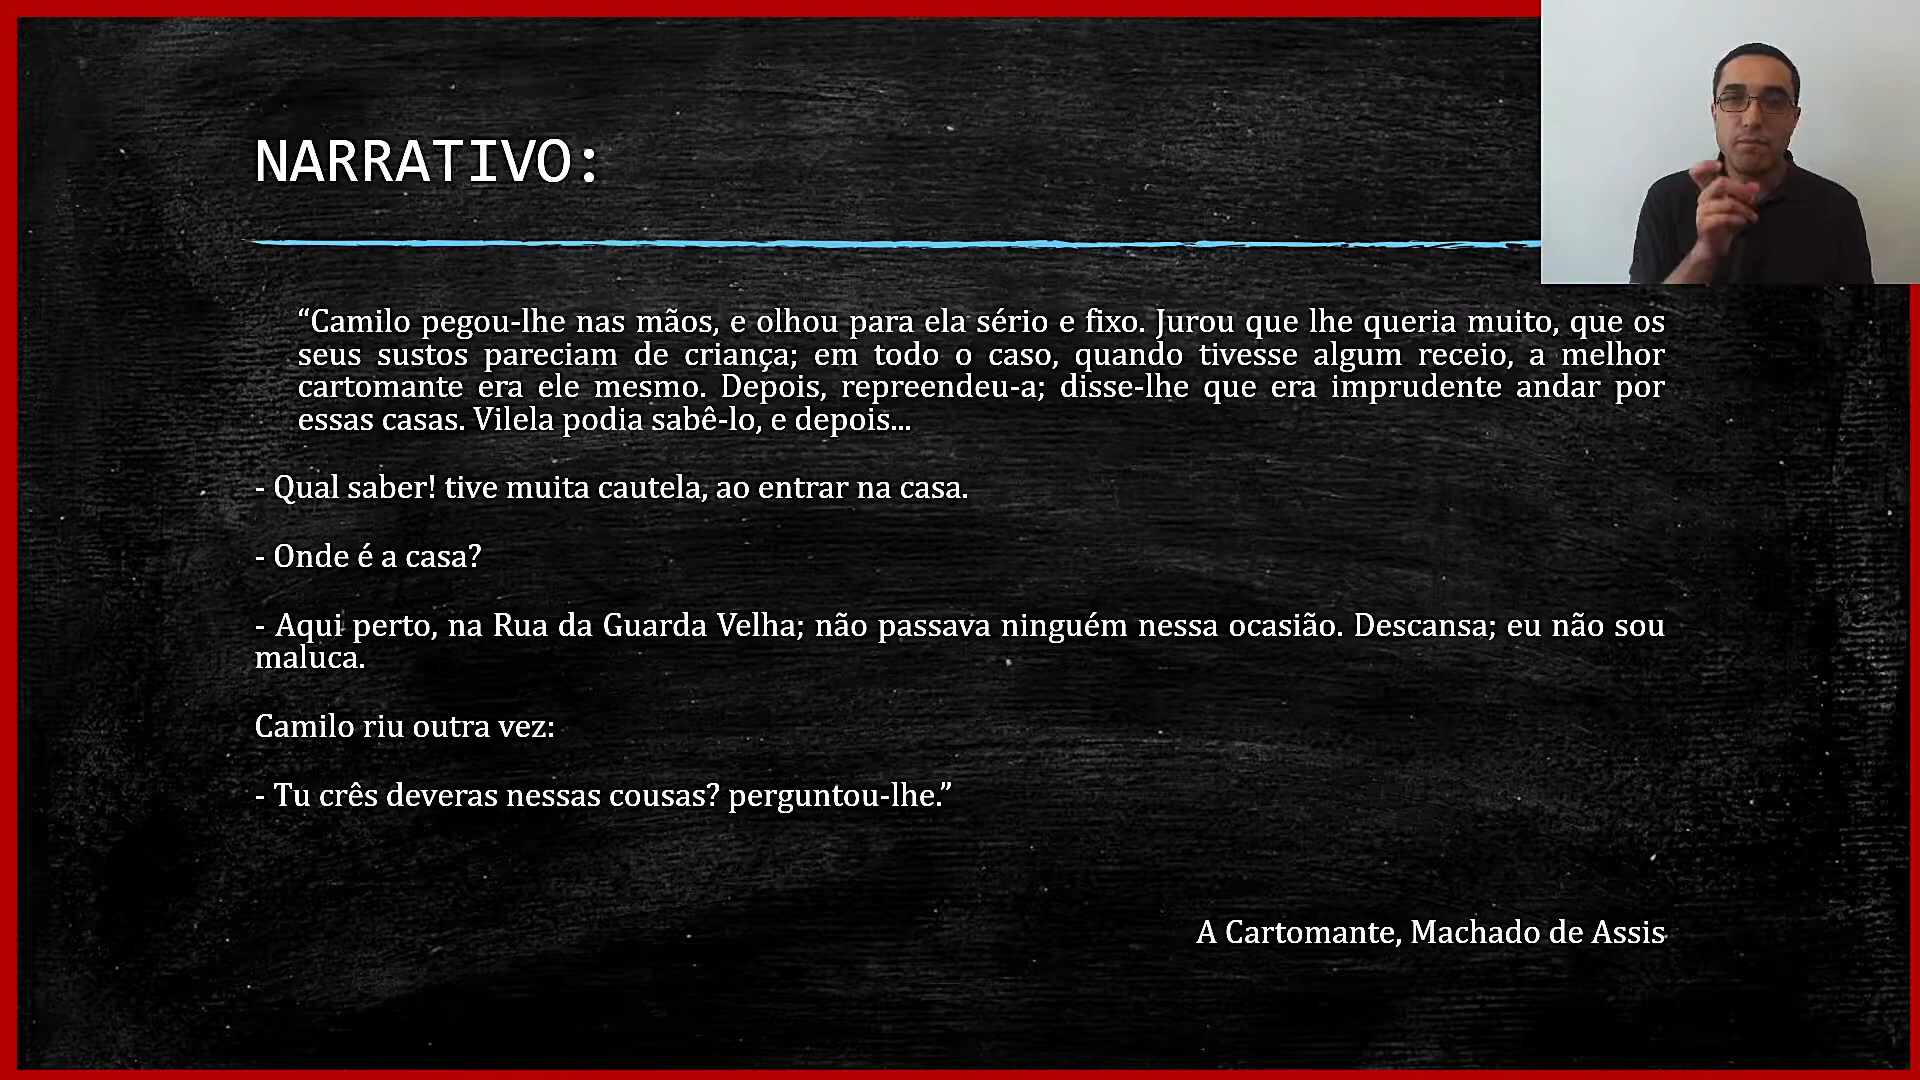 NARRATIVO:
“Camilo pegou-lhe nas mãos, e olhou para ela sério e fixo. Jurou que lhe queria muito, que os
seus sustos pareciam de criança; em todo o caso, quando tivesse algum receio, a melhor
cartomante era ele mesmo. Depois, repreendeu-a; disse-lhe que era imprudente andar por
essas casas. Vilela podia sabê-lo, e depois...
- Qual saber! tive muita cautela, ao entrar na casa.
- Onde é a casa?
- Aqui perto, na Rua da Guarda Velha; não passava ninguém nessa ocasião. Descansa; eu não sou
maluca.
Camilo riu outra vez:
- Tu crês deveras nessas cousas? perguntou-lhe.”
A Cartomante, Machado de Assis